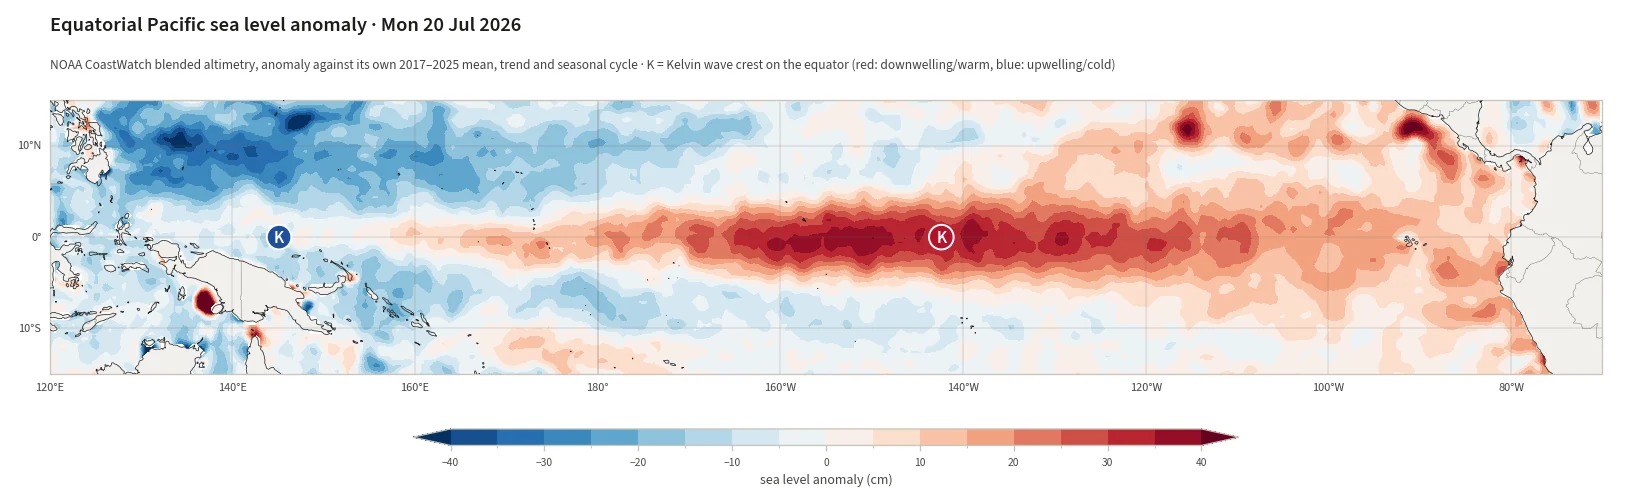 Equatorial Pacific sea level anomaly · Mon 20 Jul 2026
NOAA CoastWatch blended altimetry, anomaly against its own 2017–2025 mean, trend and seasonal cycle · K = Kelvin wave crest on the equator (red: downwelling/warm, blue: upwelling/cold)
10°N
0°
10°S
K
K
120°E 140°E 160°E 180° 160°W 140°W 120°W 100°W 80°W
−40 −30 −20 −10 0 10 20 30 40
sea level anomaly (cm)